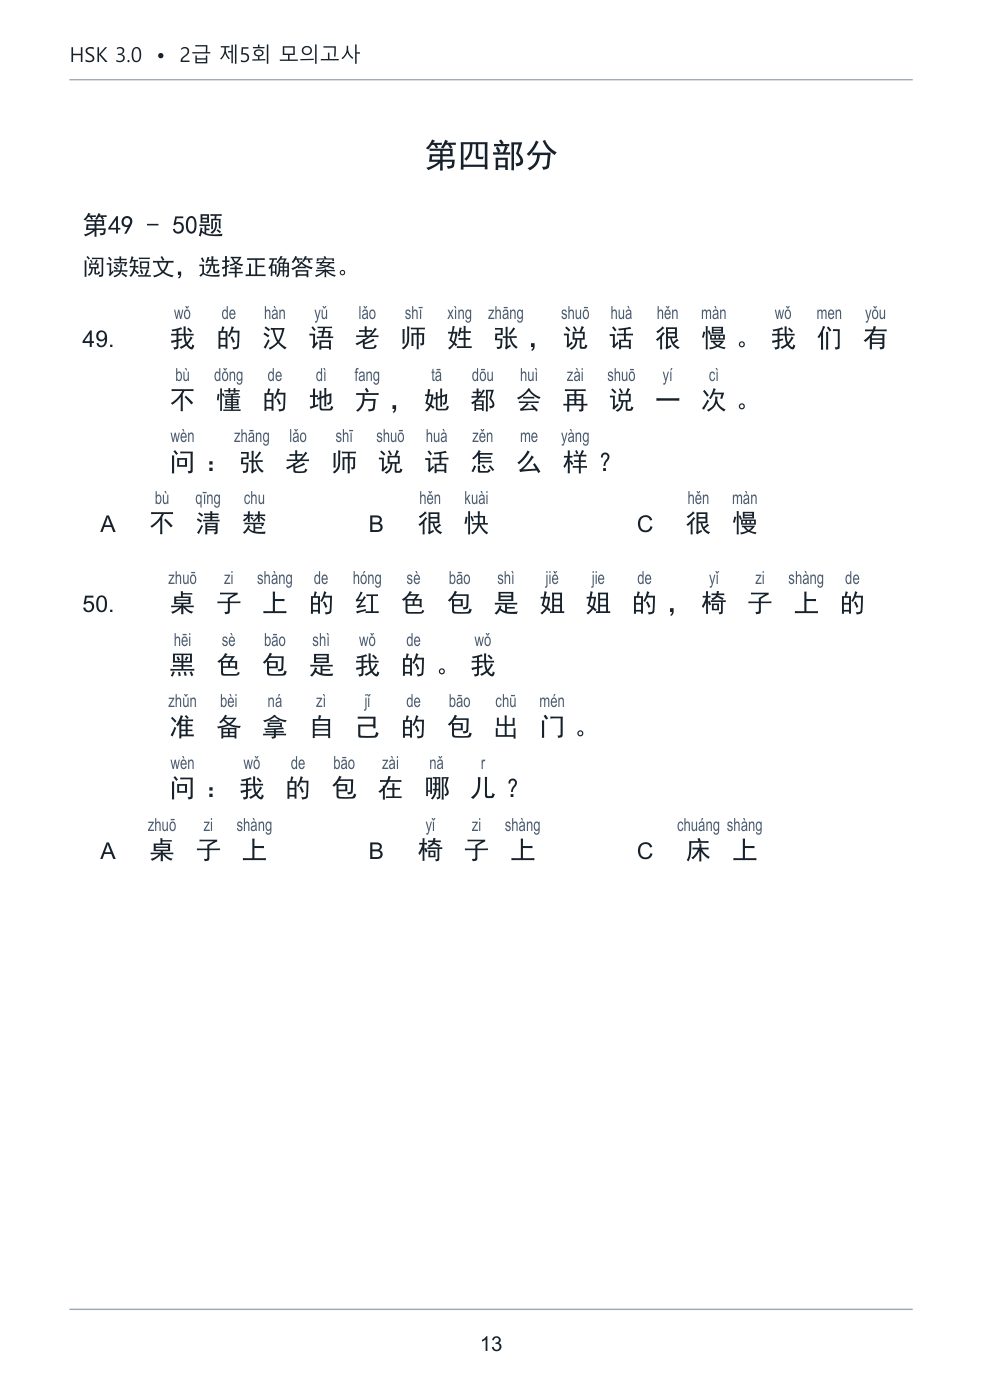 HSK 3.0 • 2급 제5회 모의고사
第四部分
第49 - 50题
阅读短文，选择正确答案。
wǒ de hàn yǔ lǎo shī xìng zhāng shuō huà hěn màn wǒ men yǒu
49. 我的汉语老师姓张，说话很慢。我们有
bù dǒng de dì fang tā dōu huì zài shuō yí cì
不懂的地方，她都会再说一次。
wèn zhāng lǎo shī shuō huà zěn me yàng
问：张老师说话怎么样？
bù qīng chu hěn kuài hěn màn
A 不清楚 B 很快 C 很慢
zhuō zi shàng de hóng sè bāo shì jiě jie de yǐ zi shàng de
50. 桌子上的红色包是姐姐的，椅子上的
hēi sè bāo shì wǒ de wǒ
黑色包是我的。我
zhǔn bèi ná zì jǐ de bāo chū mén
准备拿自己的包出门。
wèn wǒ de bāo zài nǎ r
问：我的包在哪儿？
zhuō zi shàng yǐ zi shàng chuáng shàng
A 桌子上 B 椅子上 C 床上
13